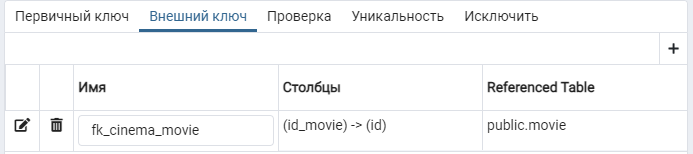 Первичный ключ Внешний ключ Проверка Уникальность Исключить
+
Имя Столбцы Referenced Table
fk_cinema_movie (id_movie) -> (id) public.movie